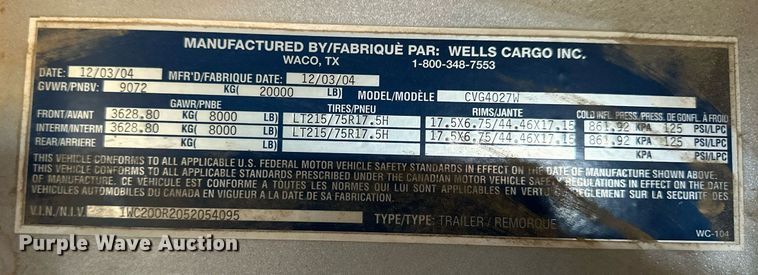 MANUFACTURED BY/FABRIQUÈ PAR: WELLS CARGO INC.
WACO, TX 1-800-348-7553
DATE: 12/03/04 MFR'D/FABRIQUE DATE: 12/03/04
GVWR/PNBV: 9072 KG( 20000 LB) MODEL/MODÈLE CVG4027W
GAWR/PNBE TIRES/PNEU RIMS/JANTE COLD INFL. PRESS./PRESS. DE GONFL. À FROID
FRONT/AVANT 3628.80 KG( 8000 LB) LT215/75R17.5H 17.5X6.75/44.46X17.15 861.92 KPA 125 PSI/LPC
INTERM/INTERM 3628.80 KG( 8000 LB) LT215/75R17.5H 17.5X6.75/44.46X17.15 861.92 KPA 125 PSI/LPC
REAR/ARRIERE KG( LB) KPA PSI/LPC
THIS VEHICLE CONFORMS TO ALL APPLICABLE U.S. FEDERAL MOTOR VEHICLE SAFETY STANDARDS IN EFFECT ON THE DATE OF MANUFACTURE SHOWN ABOVE.
THIS VEHICLE CONFORMS TO ALL APPLICABLE STANDARDS PRESCRIBED UNDER THE CANADIAN MOTOR VEHICLE SAFETY REGULATIONS IN EFFECT ON THE DATE
OF MANUFACTURE. CE VÉHICULE EST CONFORME A TOUTES LES NORMES QUI LUI SONT APPLICABLES EN VERTU DU RÉGLEMENT SUR LA SECURITE DES
VEHICULES AUTOMOBILES DU CANADA EN VIGUEUR A LA DATE DE SA FABRICATION.
V.I.N./N.I.V. 1WC200R2052054095 TYPE/TYPE: TRAILER / REMORQUE
WC-104
Purple Wave Auction